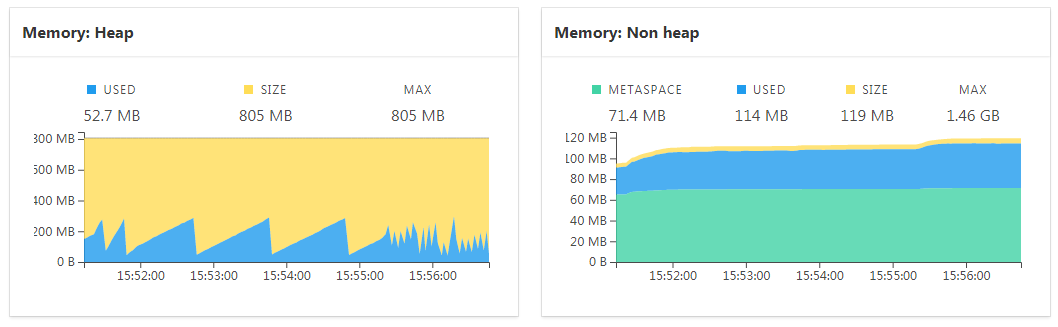 Memory: Heap
USED SIZE MAX
52.7 MB 805 MB 805 MB
800 MB
600 MB
400 MB
200 MB
0 B
15:52:00 15:53:00 15:54:00 15:55:00 15:56:00
Memory: Non heap
METASPACE USED SIZE MAX
71.4 MB 114 MB 119 MB 1.46 GB
120 MB
100 MB
80 MB
60 MB
40 MB
20 MB
0 B
15:52:00 15:53:00 15:54:00 15:55:00 15:56:00